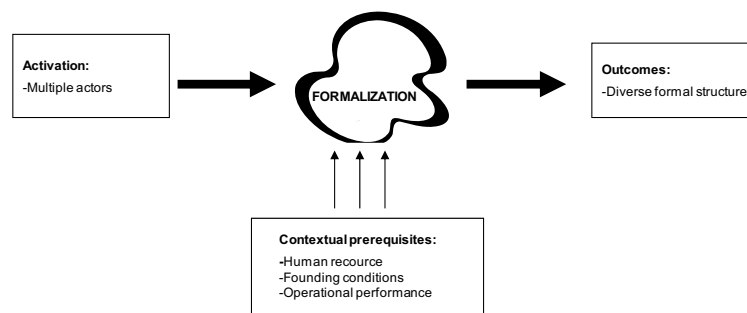 Activation:
-Multiple actors
FORMALIZATION
Outcomes:
-Diverse formal structure
Contextual prerequisites:
-Human recource
-Founding conditions
-Operational performance